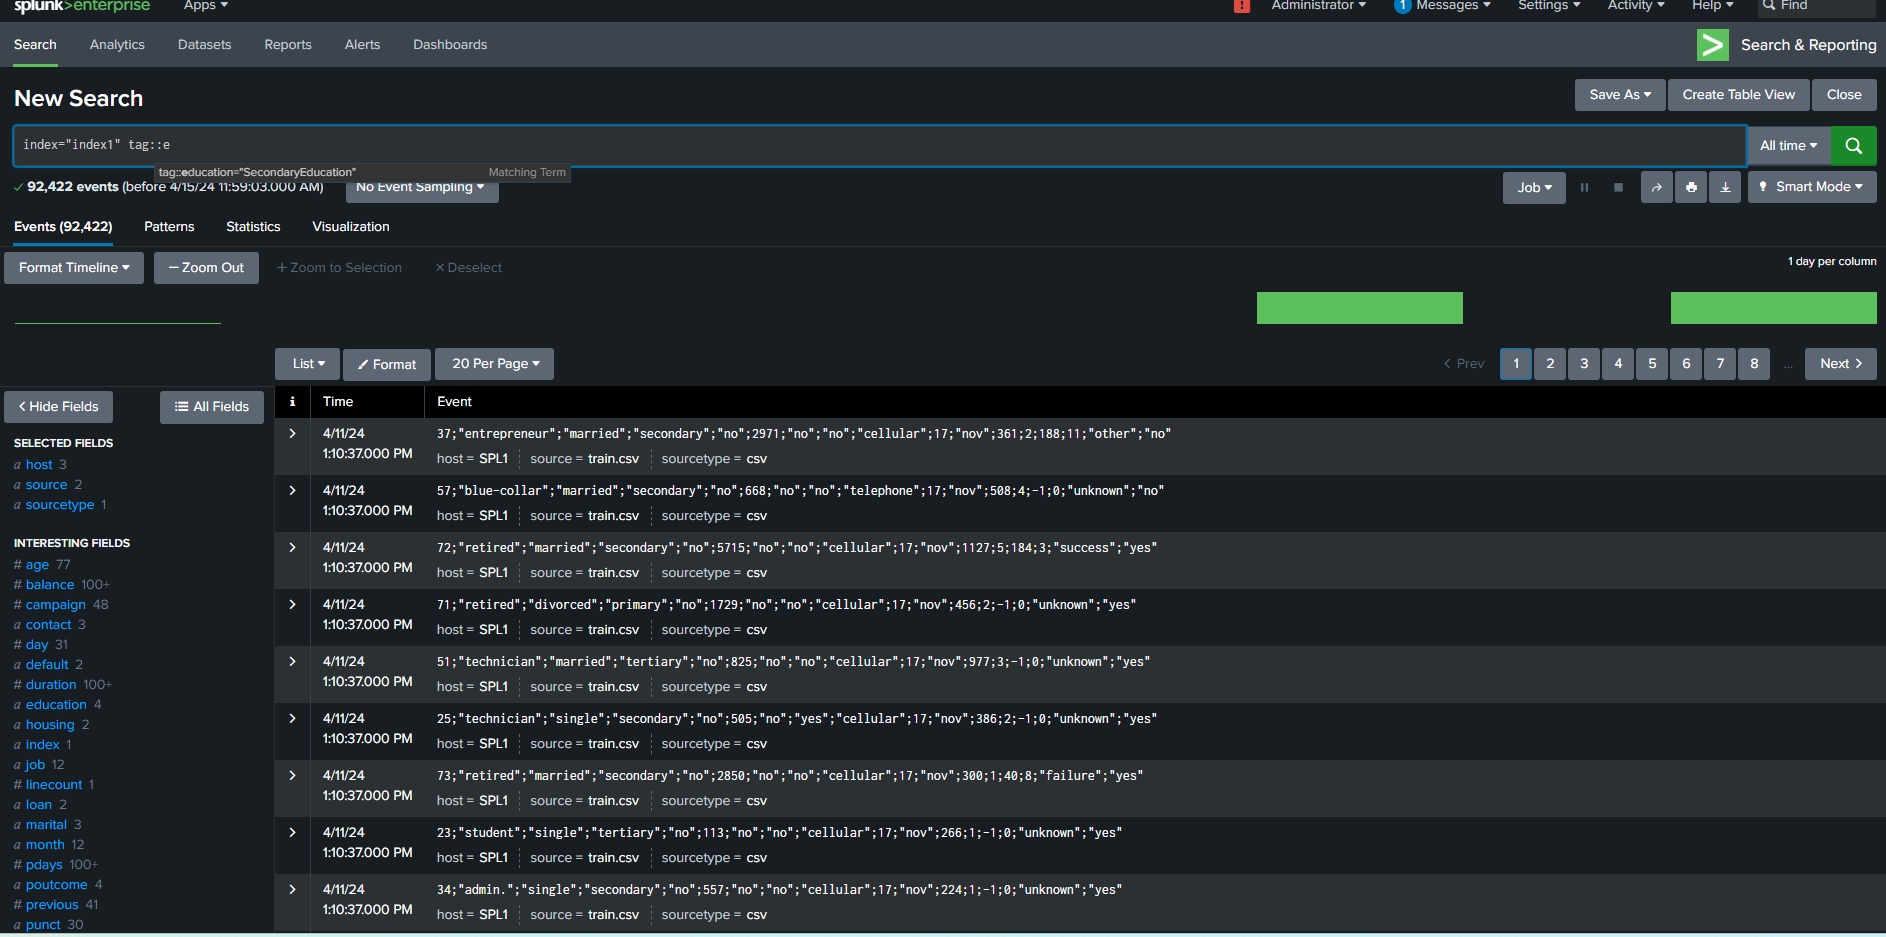 splunk>enterprise Apps Administrator 1 Messages Settings Activity Help Find
Search Analytics Datasets Reports Alerts Dashboards Search & Reporting
New Search Save As Create Table View Close
index="index1" tag::e All time
tag::education="SecondaryEducation" Matching Term
92,422 events (before 4/15/24 11:59:03.000 AM) No Event Sampling Job Smart Mode
Events (92,422) Patterns Statistics Visualization
Format Timeline − Zoom Out + Zoom to Selection × Deselect 1 day per column
List Format 20 Per Page < Prev 1 2 3 4 5 6 7 8 ... Next >
< Hide Fields All Fields
i Time Event
SELECTED FIELDS
a host 3
a source 2
a sourcetype 1
INTERESTING FIELDS
# age 77
# balance 100+
# campaign 48
a contact 3
# day 31
a default 2
# duration 100+
a education 4
a housing 2
a index 1
a job 12
# linecount 1
a loan 2
a marital 3
a month 12
# pdays 100+
a poutcome 4
# previous 41
a punct 30
4/11/24 37;"entrepreneur";"married";"secondary";"no";2971;"no";"no";"cellular";17;"nov";361;2;188;11;"other";"no"
1:10:37.000 PM host = SPL1 source = train.csv sourcetype = csv
4/11/24 57;"blue-collar";"married";"secondary";"no";668;"no";"no";"telephone";17;"nov";508;4;-1;0;"unknown";"no"
1:10:37.000 PM host = SPL1 source = train.csv sourcetype = csv
4/11/24 72;"retired";"married";"secondary";"no";5715;"no";"no";"cellular";17;"nov";1127;5;184;3;"success";"yes"
1:10:37.000 PM host = SPL1 source = train.csv sourcetype = csv
4/11/24 71;"retired";"divorced";"primary";"no";1729;"no";"no";"cellular";17;"nov";456;2;-1;0;"unknown";"yes"
1:10:37.000 PM host = SPL1 source = train.csv sourcetype = csv
4/11/24 51;"technician";"married";"tertiary";"no";825;"no";"no";"cellular";17;"nov";977;3;-1;0;"unknown";"yes"
1:10:37.000 PM host = SPL1 source = train.csv sourcetype = csv
4/11/24 25;"technician";"single";"secondary";"no";505;"no";"yes";"cellular";17;"nov";386;2;-1;0;"unknown";"yes"
1:10:37.000 PM host = SPL1 source = train.csv sourcetype = csv
4/11/24 73;"retired";"married";"secondary";"no";2850;"no";"no";"cellular";17;"nov";300;1;40;8;"failure";"yes"
1:10:37.000 PM host = SPL1 source = train.csv sourcetype = csv
4/11/24 23;"student";"single";"tertiary";"no";113;"no";"no";"cellular";17;"nov";266;1;-1;0;"unknown";"yes"
1:10:37.000 PM host = SPL1 source = train.csv sourcetype = csv
4/11/24 34;"admin.";"single";"secondary";"no";557;"no";"no";"cellular";17;"nov";224;1;-1;0;"unknown";"yes"
1:10:37.000 PM host = SPL1 source = train.csv sourcetype = csv